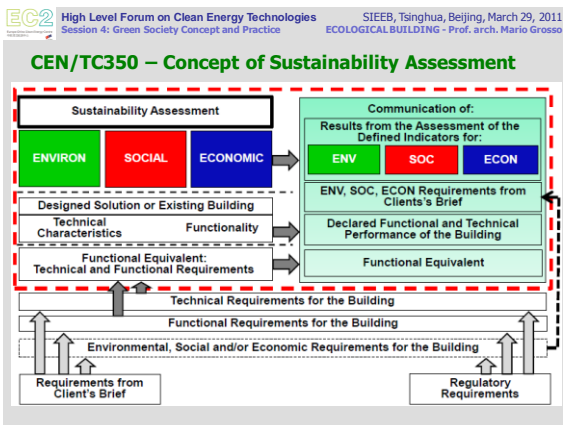 EC2
High Level Forum on Clean Energy Technologies
Session 4: Green Society Concept and Practice
SIEEB, Tsinghua, Beijing, March 29, 2011
ECOLOGICAL BUILDING - Prof. arch. Mario Grosso
CEN/TC350 – Concept of Sustainability Assessment
Sustainability Assessment
ENVIRON
SOCIAL
ECONOMIC
Communication of:
Results from the Assessment of the
Defined Indicators for:
ENV
SOC
ECON
ENV, SOC, ECON Requirements from
Clients's Brief
Designed Solution or Existing Building
Technical
Characteristics
Functionality
Declared Functional and Technical
Performance of the Building
Functional Equivalent:
Technical and Functional Requirements
Functional Equivalent
Technical Requirements for the Building
Functional Requirements for the Building
Environmental, Social and/or Economic Requirements for the Building
Requirements from
Client's Brief
Regulatory
Requirements